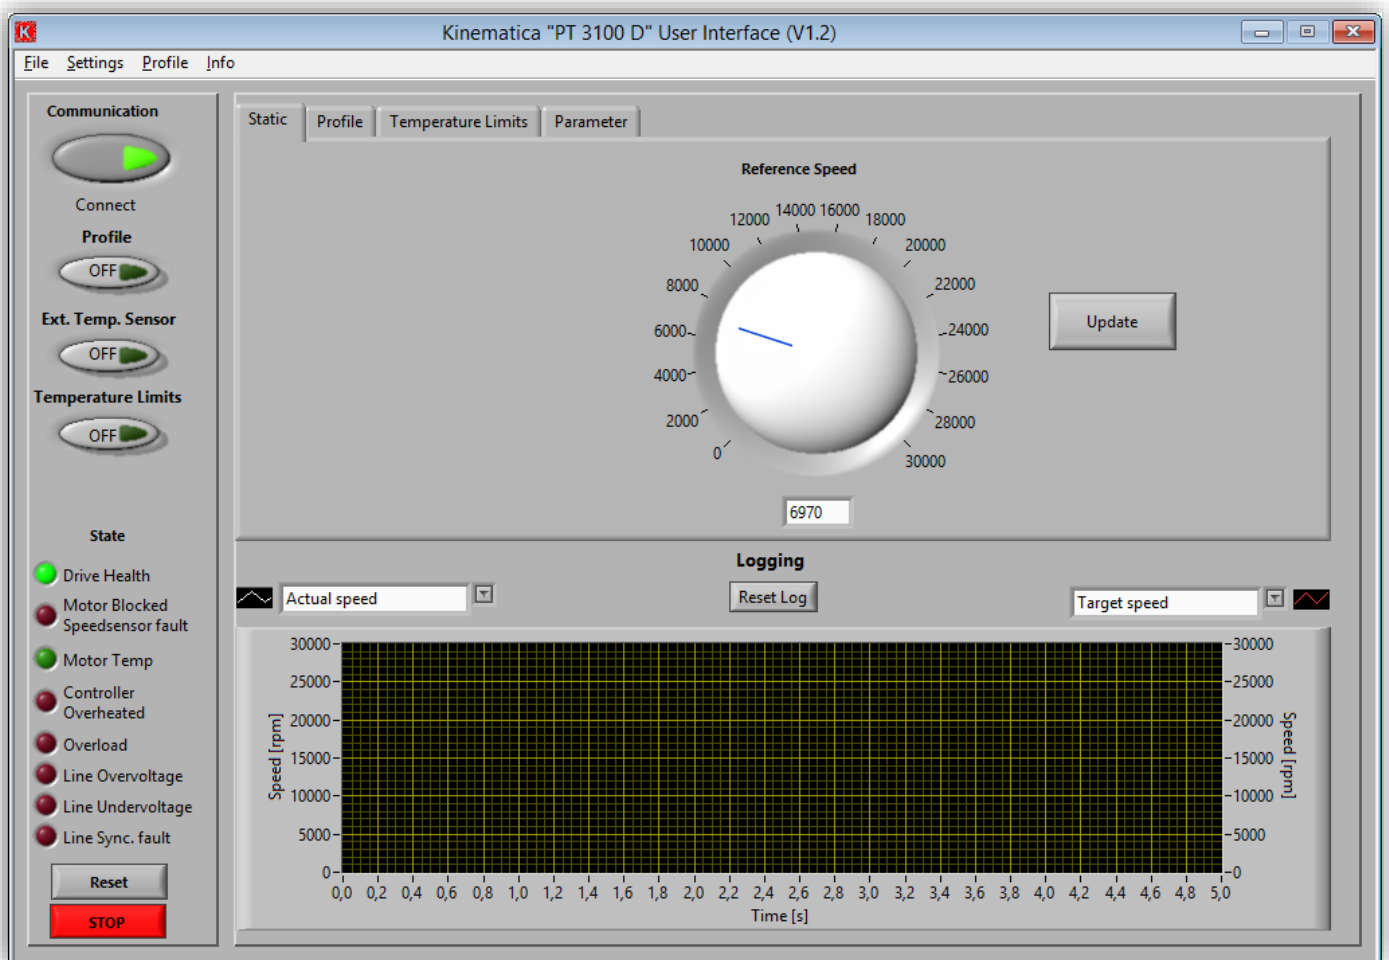 K
Kinematica "PT 3100 D" User Interface (V1.2)
File Settings Profile Info
Communication
Connect
Profile
OFF
Ext. Temp. Sensor
OFF
Temperature Limits
OFF
State
Drive Health
Motor Blocked
Speedsensor fault
Motor Temp
Controller
Overheated
Overload
Line Overvoltage
Line Undervoltage
Line Sync. fault
Reset
STOP
Static Profile Temperature Limits Parameter
Reference Speed
0
2000
4000
6000
8000
10000
12000
14000
16000
18000
20000
22000
24000
26000
28000
30000
6970
Update
Logging
Actual speed
Reset Log
Target speed
Speed [rpm]
30000
25000
20000
15000
10000
5000
0
30000
25000
20000
15000
10000
5000
0
Speed [rpm]
0,0 0,2 0,4 0,6 0,8 1,0 1,2 1,4 1,6 1,8 2,0 2,2 2,4 2,6 2,8 3,0 3,2 3,4 3,6 3,8 4,0 4,2 4,4 4,6 4,8 5,0
Time [s]